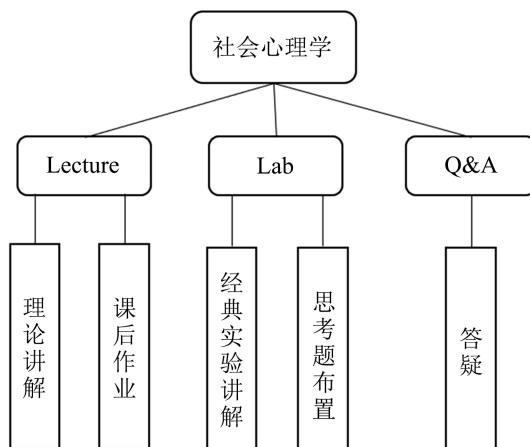 社会心理学
Lecture
Lab
Q&A
理论讲解
课后作业
经典实验讲解
思考题布置
答疑